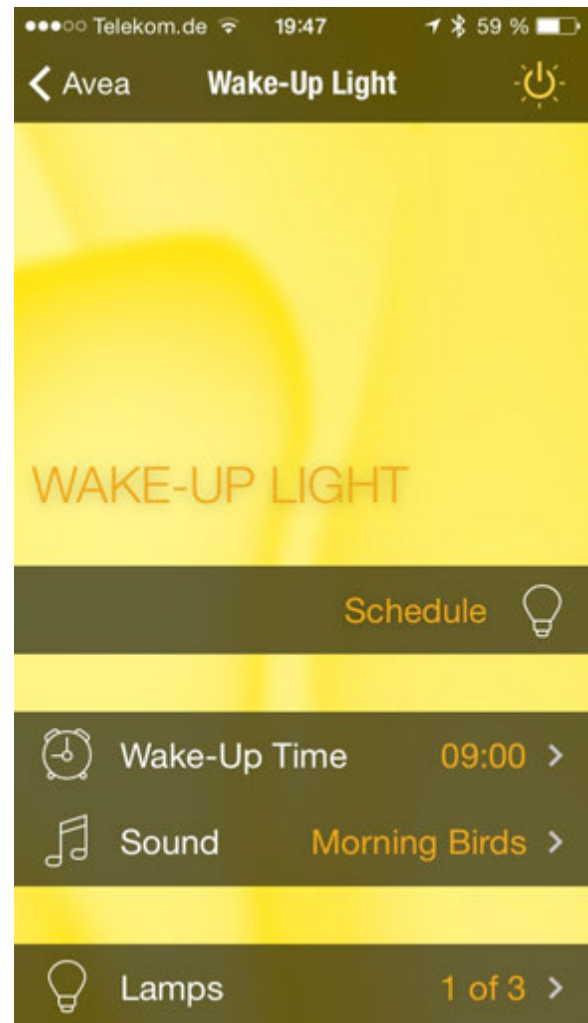 Telekom.de 19:47 59 %
Avea Wake-Up Light
WAKE-UP LIGHT
Schedule
Wake-Up Time 09:00
Sound Morning Birds
Lamps 1 of 3